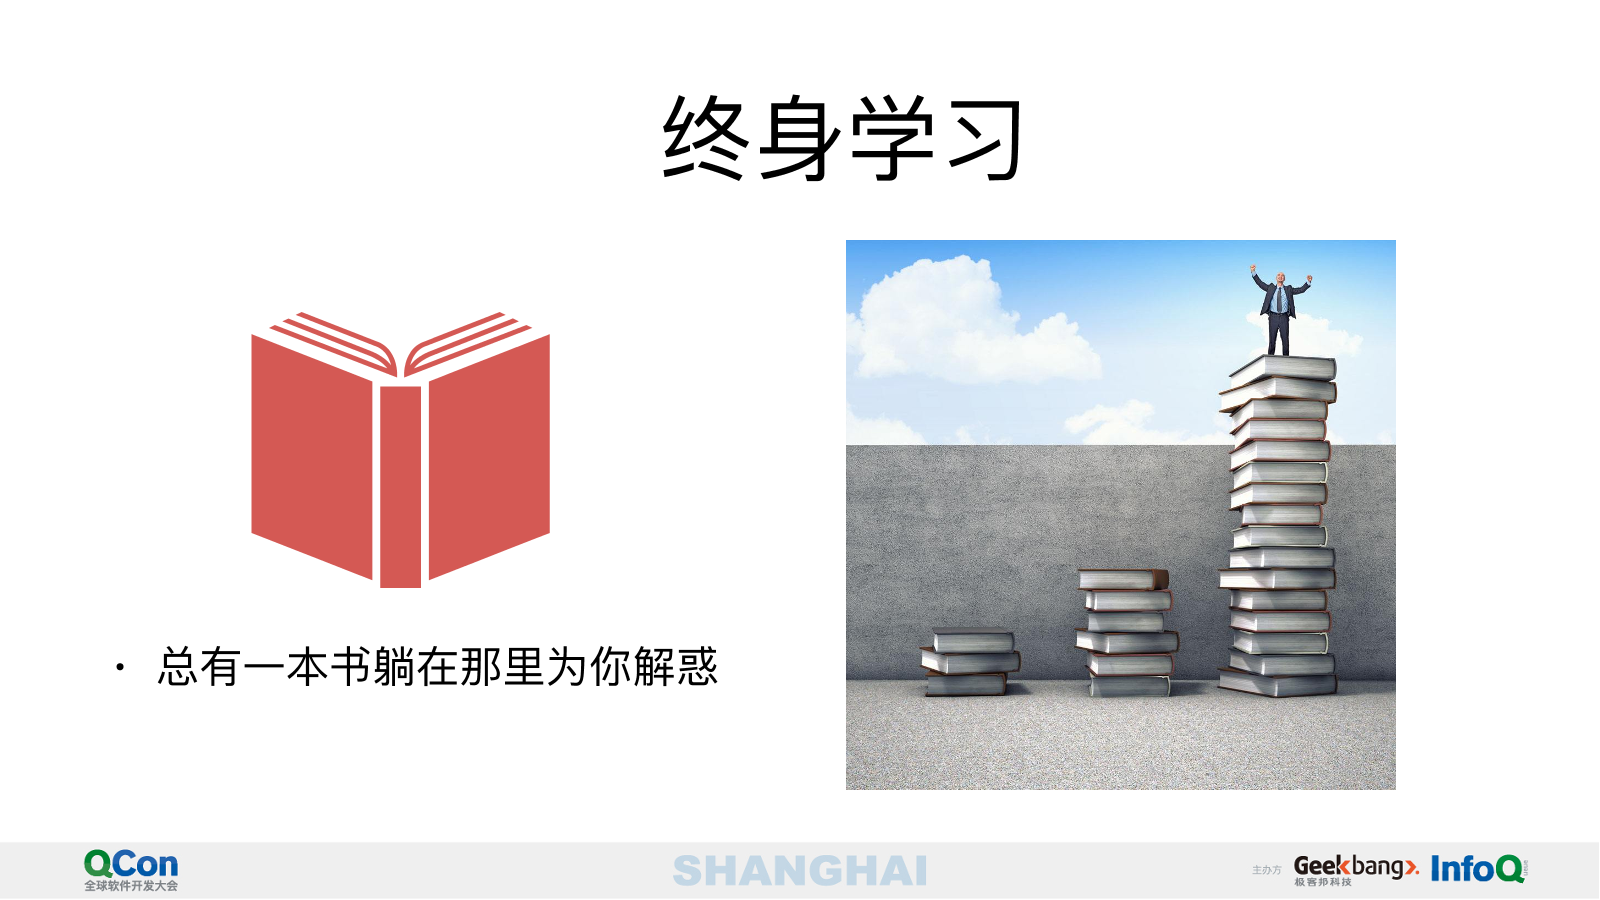 终身学习
• 总有一本书躺在那里为你解惑
QCon
全球软件开发大会
SHANGHAI
主办方
Geekbang>.
极客邦科技
InfoQ